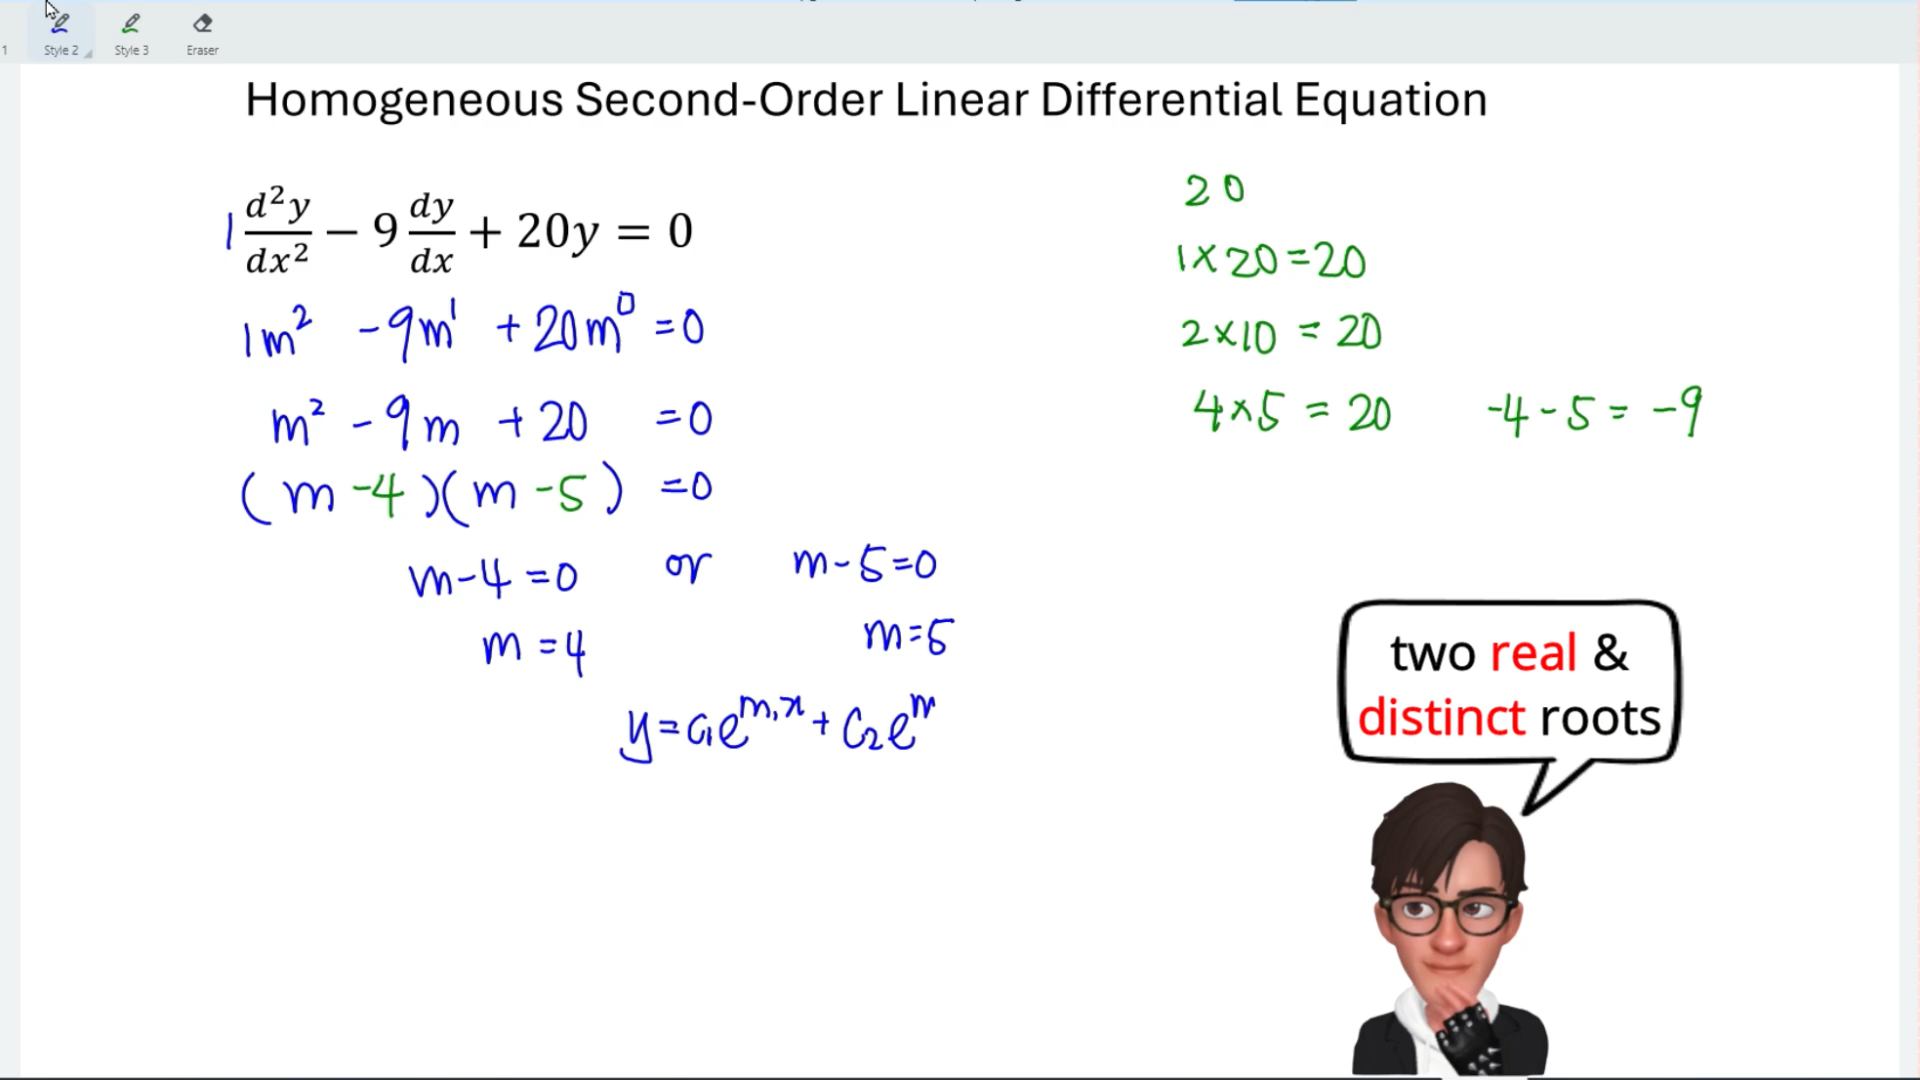 1
Style 2
Style 3
Eraser
Homogeneous Second-Order Linear Differential Equation
1 d²y/dx² − 9 dy/dx + 20y = 0
1m² -9m¹ +20m⁰ =0
m² -9m +20 =0
(m -4)(m -5) =0
m-4=0 or m-5=0
m=4 m=5
y=c₁e^m₁x + c₂e^m
20
1×20=20
2×10 = 20
4×5 = 20 -4-5= -9
two real &
distinct roots